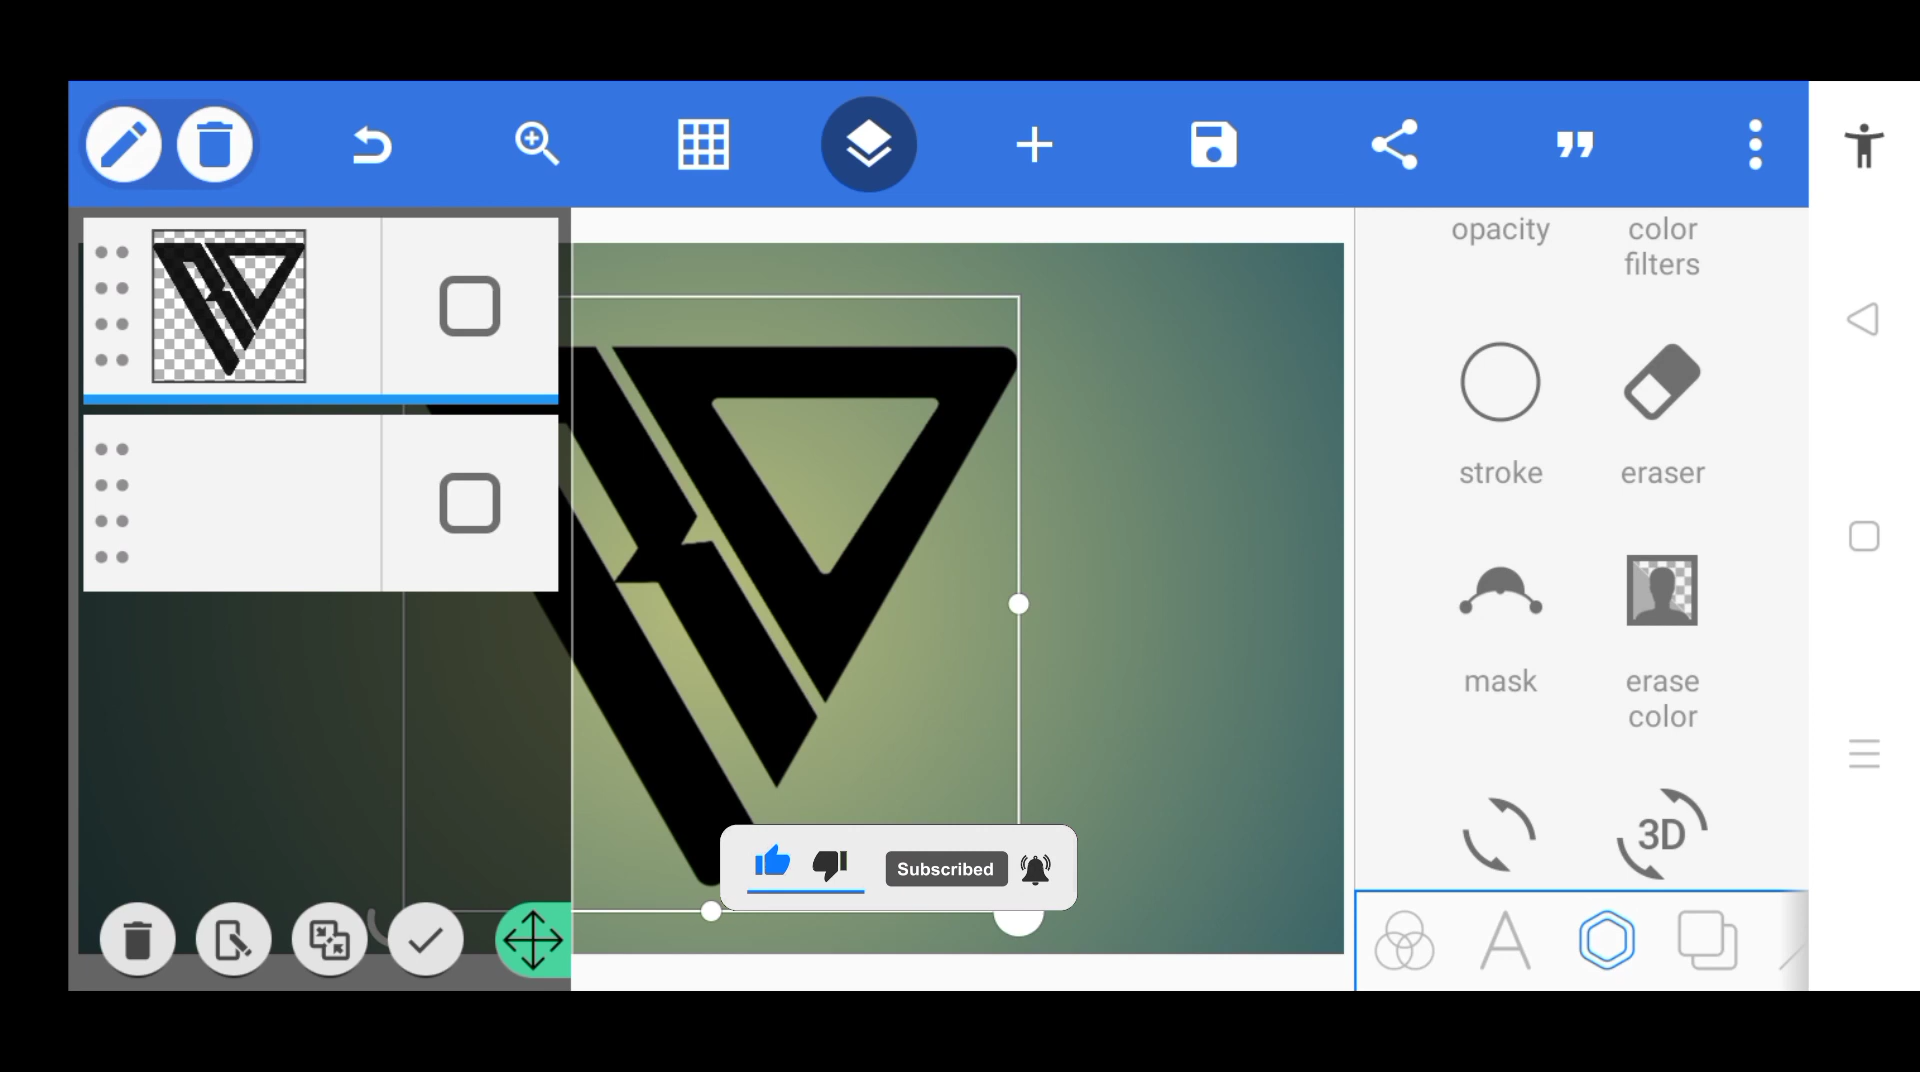 opacity
color
filters
stroke
eraser
mask
erase
color
3D
Subscribed
A